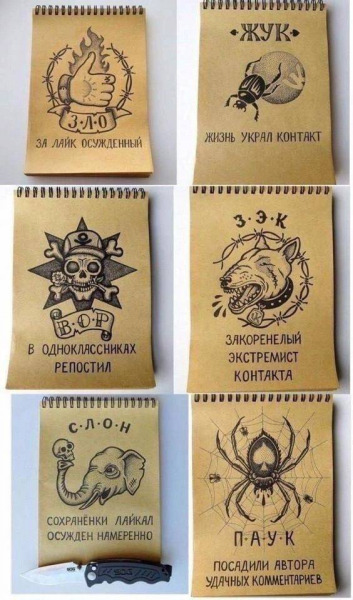 З·Л·О
ЗА ЛАЙК ОСУЖДЕННЫЙ
·ЖУК·
ЖИЗНЬ УКРАЛ КОНТАКТ
В·О·Р
В ОДНОКЛАССНИКАХ
РЕПОСТИЛ
З·Э·К
ЗАКОРЕНЕЛЫЙ
ЭКСТРЕМИСТ
КОНТАКТА
С·Л·О·Н
СОХРАНЁНКИ ЛАЙКАЛ
ОСУЖДЕН НАМЕРЕННО
П·А·У·К
ПОСАДИЛИ АВТОРА
УДАЧНЫХ КОММЕНТАРИЕВ